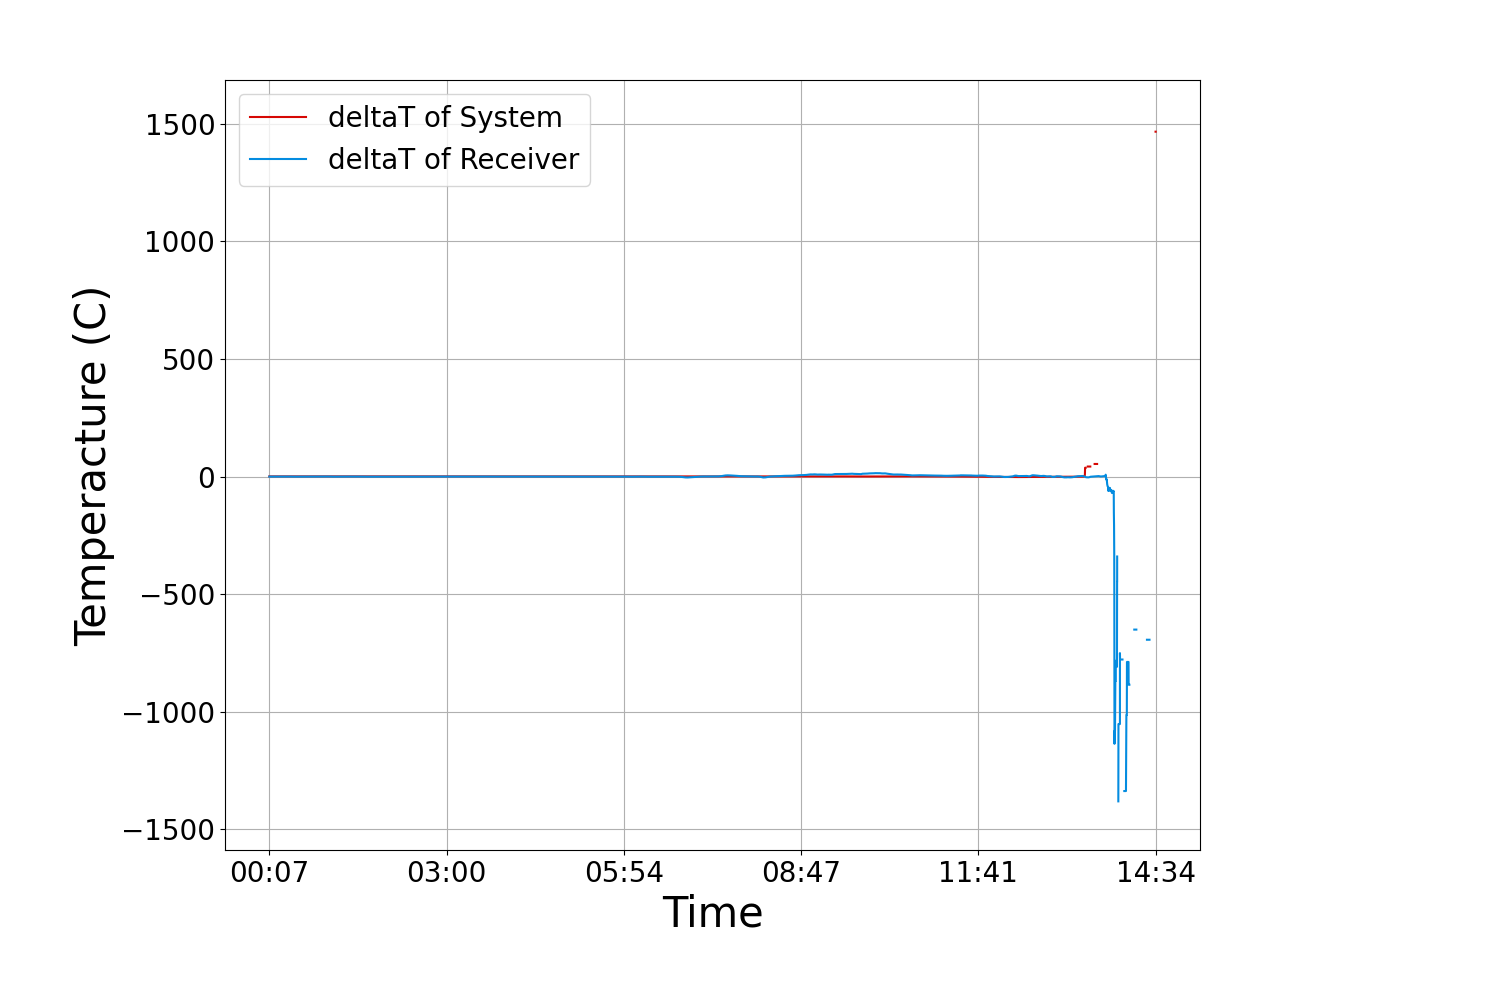 deltaT of System
deltaT of Receiver
1500
1000
500
0
−500
−1000
−1500
Temperacture (C)
00:07 03:00 05:54 08:47 11:41 14:34
Time